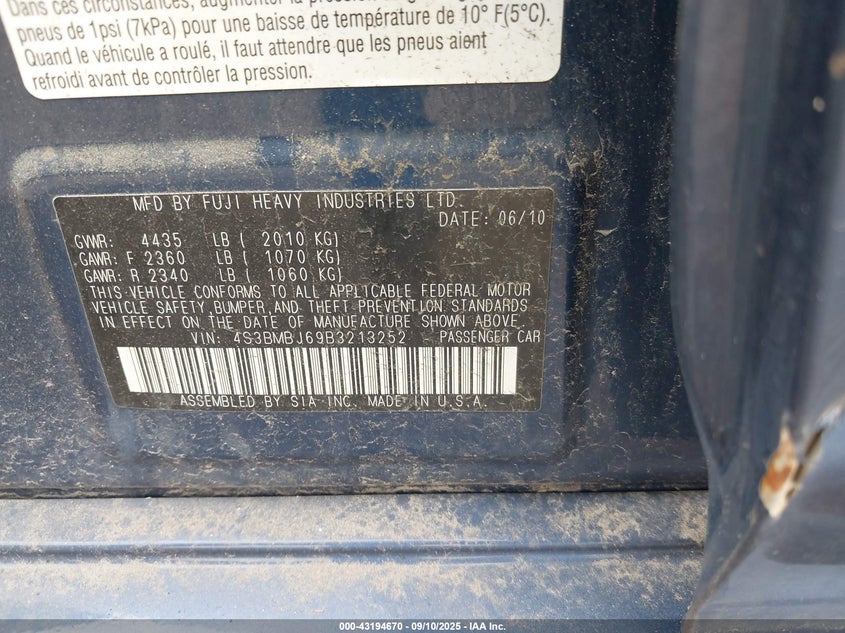 Dans ces circonstances, augmenter la pression
pneus de 1psi (7kPa) pour une baisse de température de 10° F(5°C).
Quand le véhicule a roulé, il faut attendre que les pneus aient
refroidi avant de contrôler la pression.
MFD BY FUJI HEAVY INDUSTRIES LTD.
DATE: 06/10
GVWR: 4435 LB ( 2010 KG)
GAWR: F 2360 LB ( 1070 KG)
GAWR: R 2340 LB ( 1060 KG)
THIS VEHICLE CONFORMS TO ALL APPLICABLE FEDERAL MOTOR
VEHICLE SAFETY, BUMPER, AND THEFT PREVENTION STANDARDS
IN EFFECT ON THE DATE OF MANUFACTURE SHOWN ABOVE.
VIN: 4S3BMBJ69B3213252 PASSENGER CAR
ASSEMBLED BY SIA INC. MADE IN U.S.A.
000-43194670 - 09/10/2025 - IAA Inc.